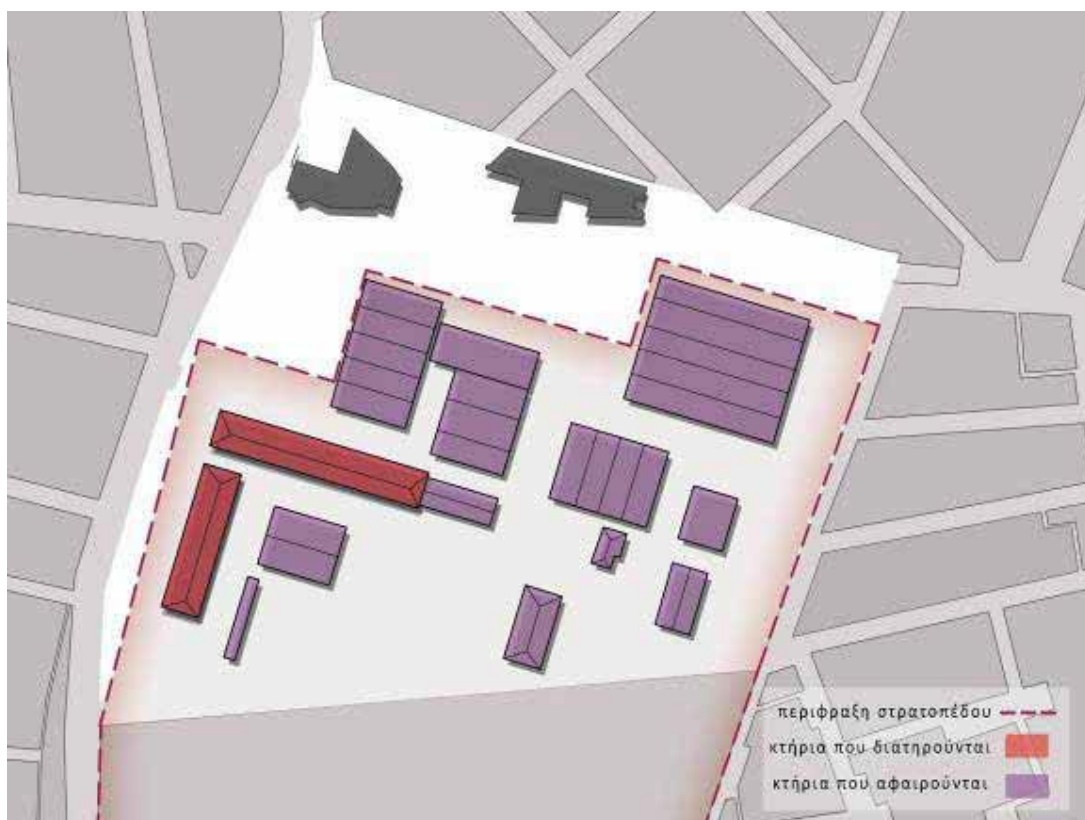 περιφραξη στρατοπέδου
κτήρια που διατηρούνται
κτήρια που αφαιρούνται